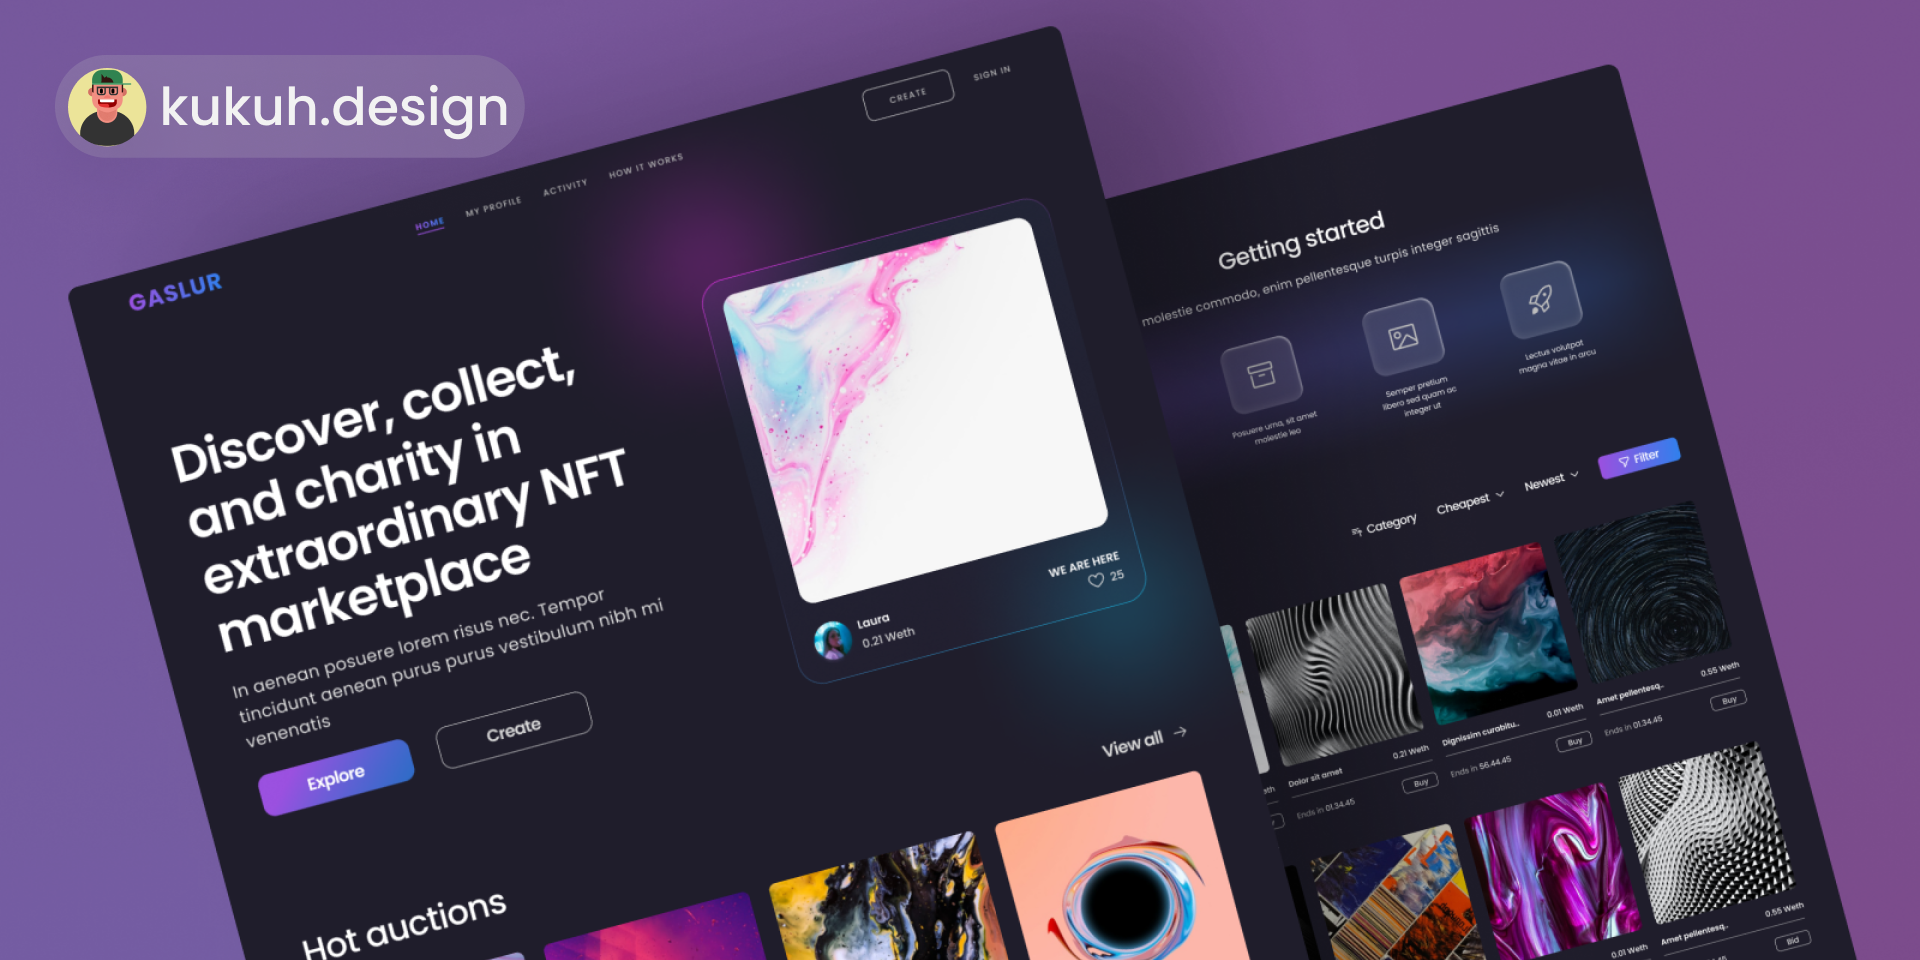 kukuh.design
CREATE
SIGN IN
HOME
MY PROFILE
ACTIVITY
HOW IT WORKS
GASLUR
Discover, collect,
and charity in
extraordinary NFT
marketplace
In aenean posuere lorem risus nec. Tempor
tincidunt aenean purus purus vestibulum nibh mi
venenatis
Explore
Create
WE ARE HERE
25
Laura
0.21 Weth
View all
Hot auctions
Getting started
molestie commodo, enim pellentesque turpis integer sagittis
Posuere urna, sit amet
molestie leo
Semper pretium
libero sed quam ac
integer ut
Lectus volutpat
magna vitae in arcu
Category
Cheapest
Newest
Filter
Dolor sit amet
0.21 Weth
Ends in 01.34.45
Buy
Dignissim curabitu..
0.01 Weth
Ends in 56.44.45
Buy
Amet pellentesq..
0.55 Weth
Ends in 01.34.45
Buy
0.01 Weth
Amet pellentesq..
0.55 Weth
Bid